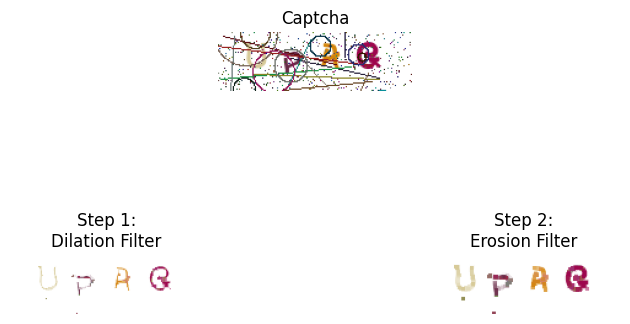 Captcha
U P A Q
Step 1:
Dilation Filter
Step 2:
Erosion Filter
U P A Q
U P A Q